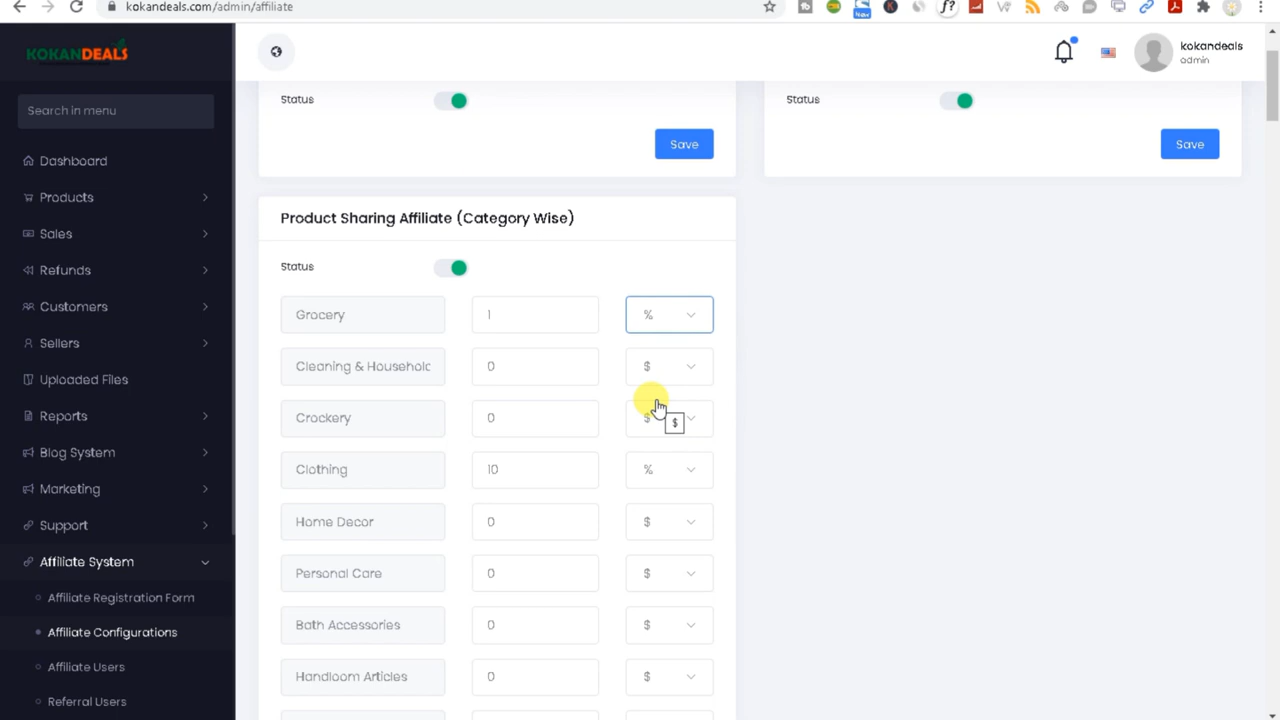 kokandeals.com/admin/affiliate
KOKANDEALS
kokandeals
admin
Search in menu
Status
Status
Save
Save
Dashboard
Products
Sales
Refunds
Customers
Sellers
Uploaded Files
Reports
Blog System
Marketing
Support
Affiliate System
Affiliate Registration Form
Affiliate Configurations
Affiliate Users
Referral Users
Product Sharing Affiliate (Category Wise)
Status
Grocery 1 %
Cleaning & Household 0 $
Crockery 0 $
$
Clothing 10 %
Home Decor 0 $
Personal Care 0 $
Bath Accessories 0 $
Handloom Articles 0 $